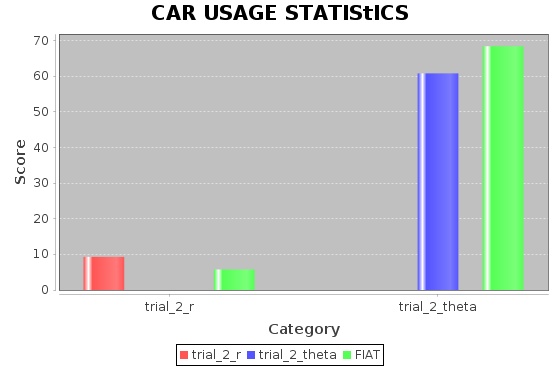 CAR USAGE STATIStICS
70
60
50
40
30
20
10
0
Score
trial_2_r trial_2_theta
Category
trial_2_r trial_2_theta FIAT